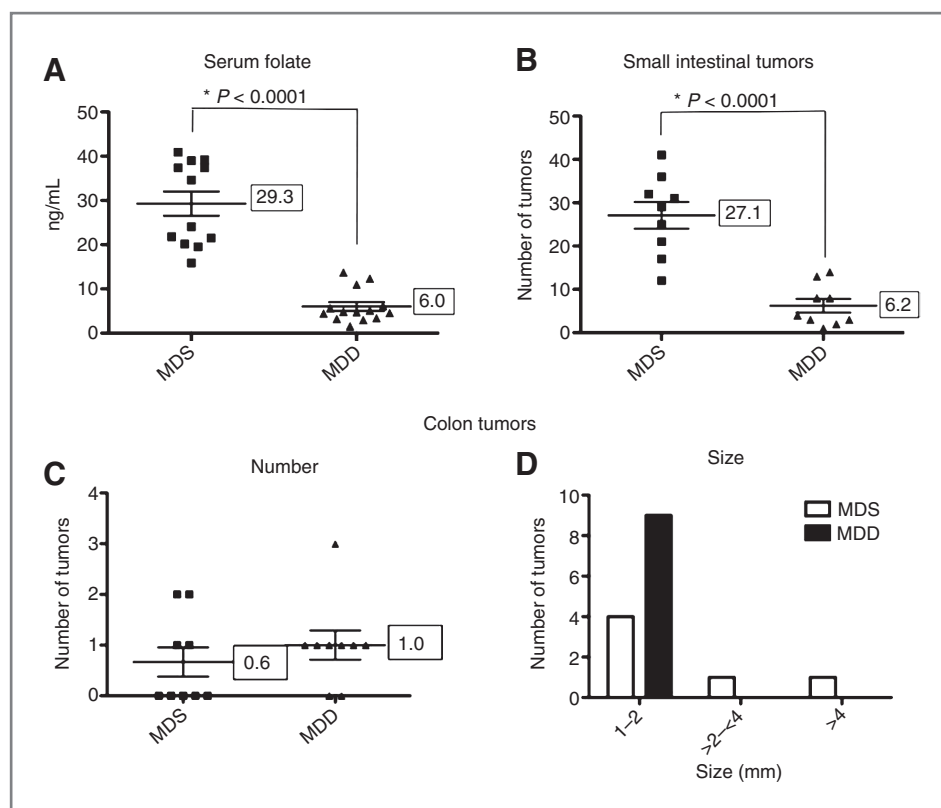 A
Serum folate
* P < 0.0001
50
40
30
20
10
0
ng/mL
29.3
6.0
MDS
MDD
B
Small intestinal tumors
* P < 0.0001
50
40
30
20
10
0
Number of tumors
27.1
6.2
MDS
MDD
Colon tumors
C
Number
4
3
2
1
0
Number of tumors
0.6
1.0
MDS
MDD
D
Size
10
8
6
4
2
0
Number of tumors
MDS
MDD
1–2
>2–<4
>4
Size (mm)